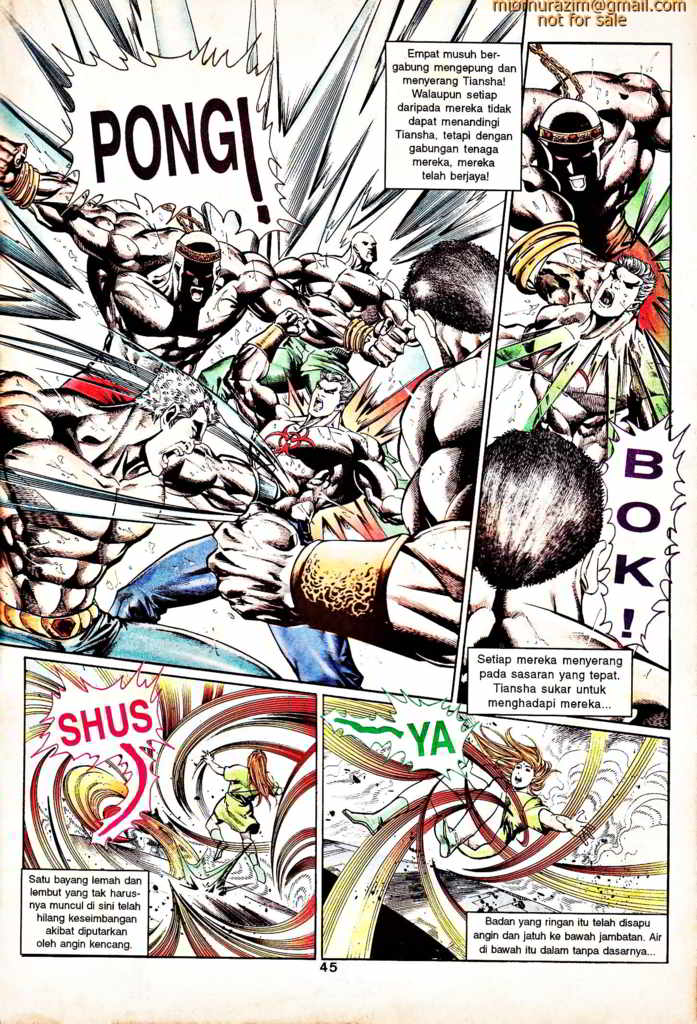 miornurazim@gmail.com
not for sale
PONG!
Empat musuh ber-
gabung mengepung dan
menyerang Tiansha!
Walaupun setiap
daripada mereka tidak
dapat menandingi
Tiansha, tetapi dengan
gabungan tenaga
mereka, mereka
telah berjaya!
BOK!
Setiap mereka menyerang
pada sasaran yang tepat.
Tiansha sukar untuk
menghadapi mereka...
SHUS
Satu bayang lemah dan
lembut yang tak harus-
nya muncul di sini telah
hilang keseimbangan
akibat diputarkan
oleh angin kencang.
YA
Badan yang ringan itu telah disapu
angin dan jatuh ke bawah jambatan. Air
di bawah itu dalam tanpa dasarnya...
45